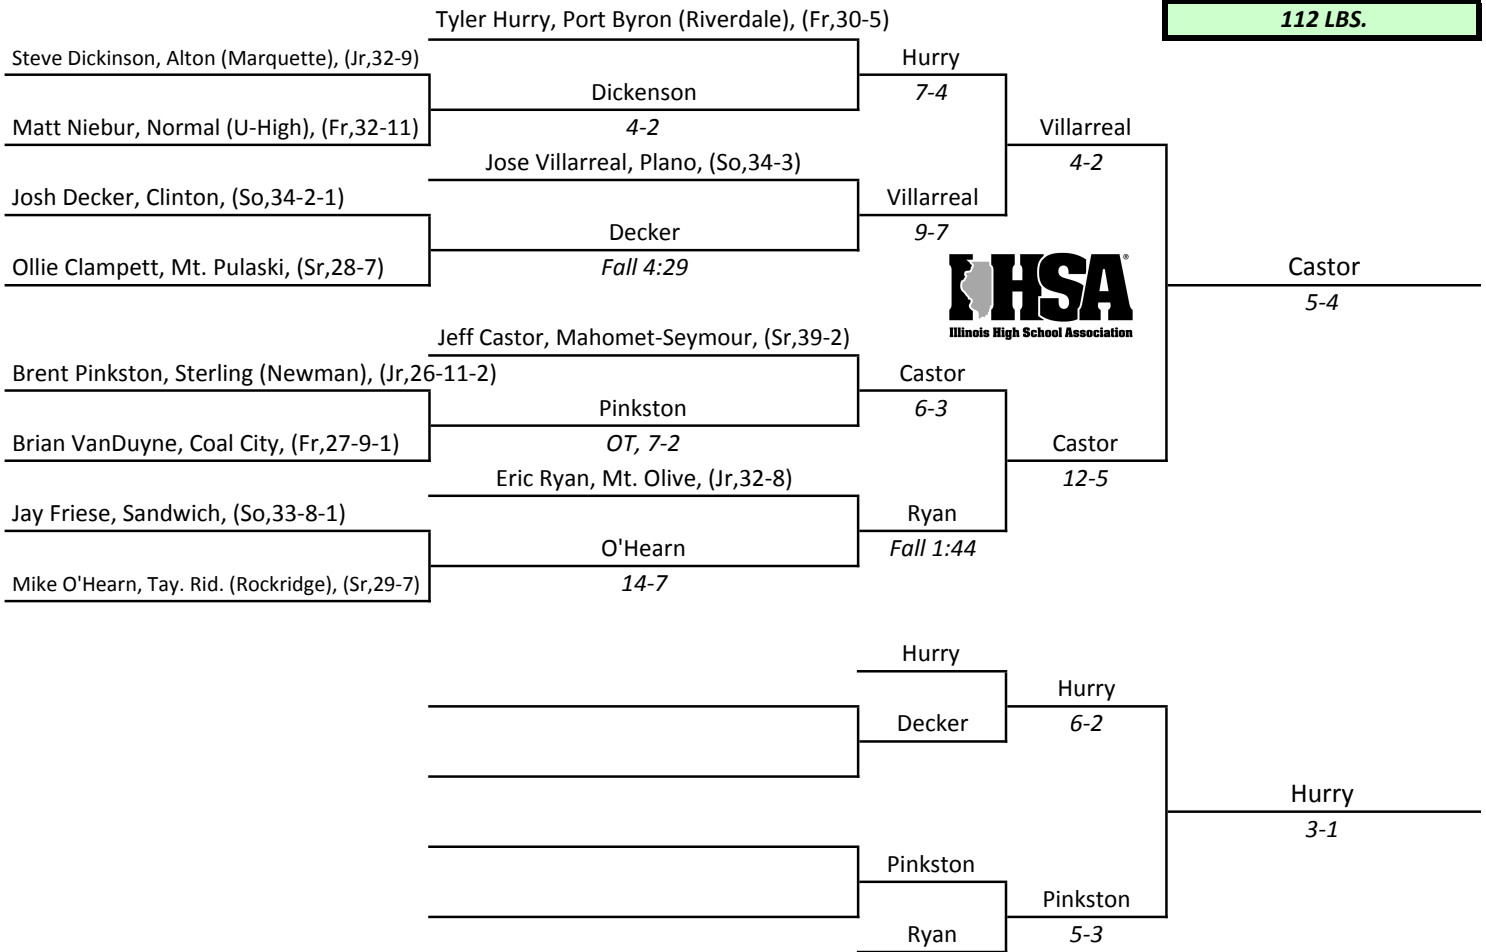 Tyler Hurry, Port Byron (Riverdale), (Fr,30-5)
112 LBS.
Steve Dickinson, Alton (Marquette), (Jr,32-9)
Hurry
Dickenson
7-4
Matt Niebur, Normal (U-High), (Fr,32-11)
4-2
Villarreal
Jose Villarreal, Plano, (So,34-3)
4-2
Josh Decker, Clinton, (So,34-2-1)
Villarreal
Decker
9-7
Ollie Clampett, Mt. Pulaski, (Sr,28-7)
Fall 4:29
IHSA®
Illinois High School Association
Castor
5-4
Jeff Castor, Mahomet-Seymour, (Sr,39-2)
Brent Pinkston, Sterling (Newman), (Jr,26-11-2)
Castor
Pinkston
6-3
Brian VanDuyne, Coal City, (Fr,27-9-1)
OT, 7-2
Castor
Eric Ryan, Mt. Olive, (Jr,32-8)
12-5
Jay Friese, Sandwich, (So,33-8-1)
Ryan
O'Hearn
Fall 1:44
Mike O'Hearn, Tay. Rid. (Rockridge), (Sr,29-7)
14-7
Hurry
Hurry
Decker
6-2
Hurry
3-1
Pinkston
Pinkston
Ryan
5-3